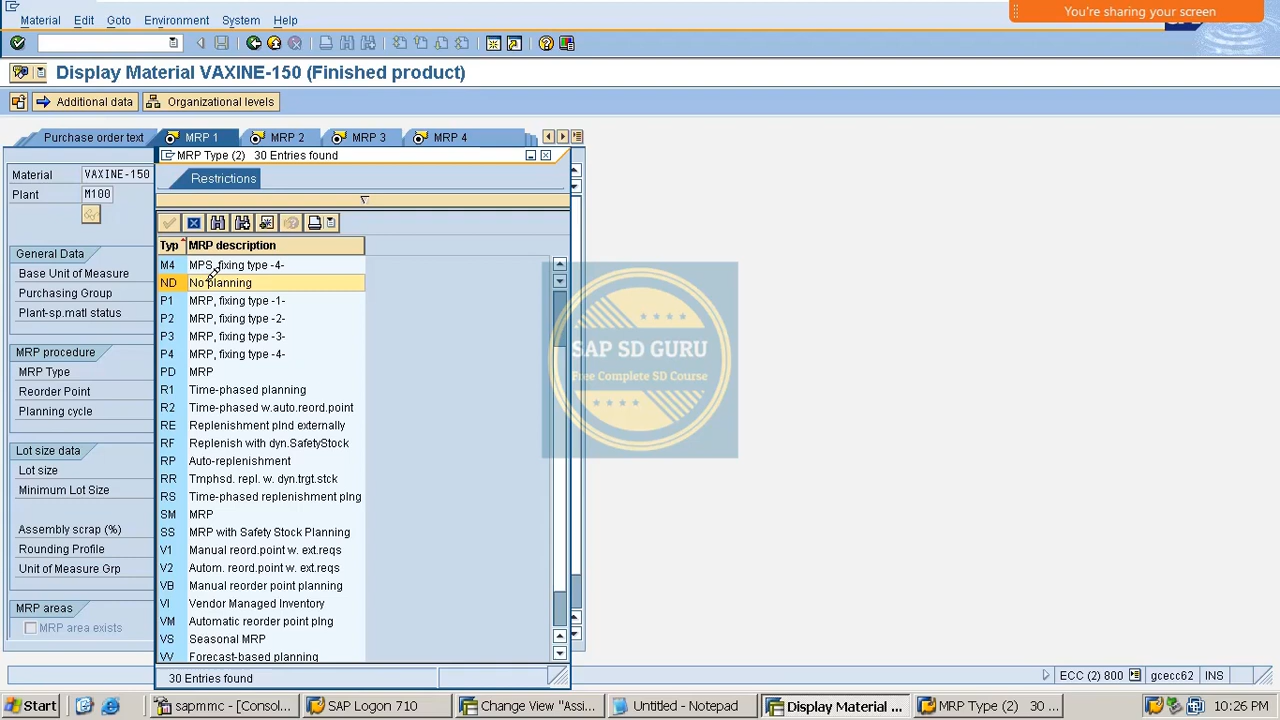 You're sharing your screen
Material Edit Goto Environment System Help
Display Material VAXINE-150 (Finished product)
Additional data Organizational levels
Purchase order text MRP 1 MRP 2 MRP 3 MRP 4
MRP Type (2) 30 Entries found
Restrictions
Material VAXINE-150
Plant M100
General Data
Base Unit of Measure
Purchasing Group
Plant-sp.matl status
MRP procedure
MRP Type
Reorder Point
Planning cycle
Lot size data
Lot size
Minimum Lot Size
Assembly scrap (%)
Rounding Profile
Unit of Measure Grp
MRP areas
MRP area exists
Typ MRP description
M4 MPS, fixing type -4-
ND No planning
P1 MRP, fixing type -1-
P2 MRP, fixing type -2-
P3 MRP, fixing type -3-
P4 MRP, fixing type -4-
PD MRP
R1 Time-phased planning
R2 Time-phased w.auto.reord.point
RE Replenishment plnd externally
RF Replenish with dyn.SafetyStock
RP Auto-replenishment
RR Tmphsd. repl. w. dyn.trgt.stck
RS Time-phased replenishment plng
SM MRP
SS MRP with Safety Stock Planning
V1 Manual reord.point w. ext.reqs
V2 Autom. reord.point w. ext.reqs
VB Manual reorder point planning
VI Vendor Managed Inventory
VM Automatic reorder point plng
VS Seasonal MRP
VV Forecast-based planning
30 Entries found
SAP SD GURU
Free Complete SD Course
ECC (2) 800 gcecc62 INS
Start sapmmc - [Consol... SAP Logon 710 Change View "Assi... Untitled - Notepad Display Material ... MRP Type (2) 30 ... 10:26 PM